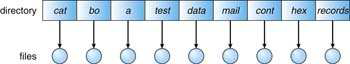 directory cat bo a test data mail cont hex records
files